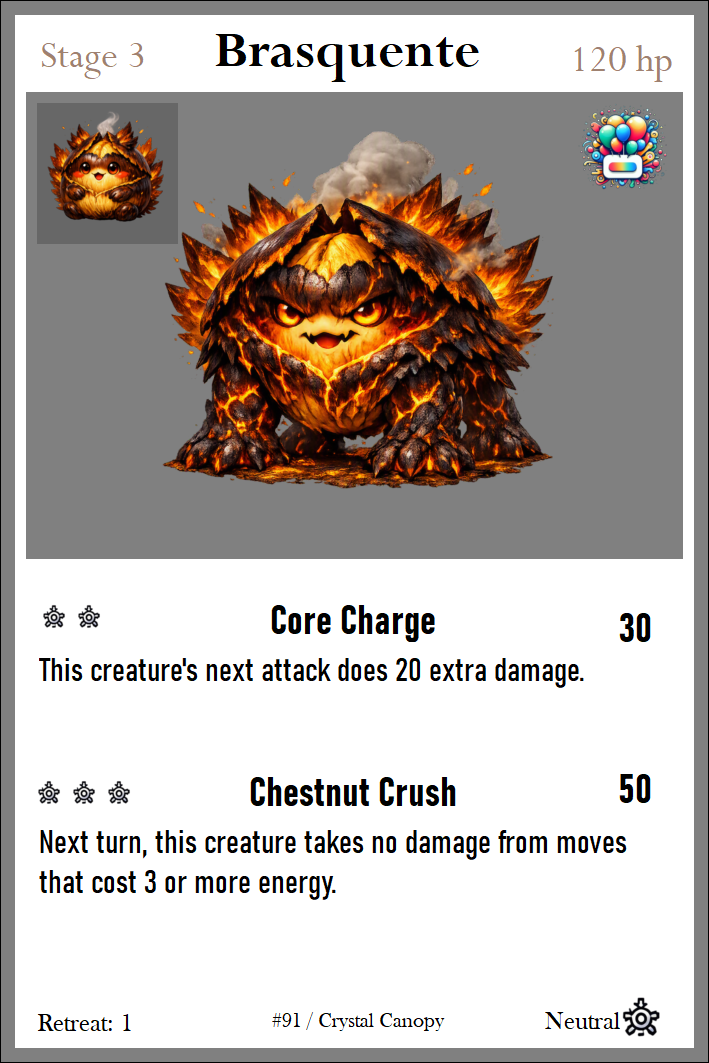 Stage 3
Brasquente
120 hp
Core Charge
30
This creature's next attack does 20 extra damage.
Chestnut Crush
50
Next turn, this creature takes no damage from moves
that cost 3 or more energy.
Retreat: 1
#91 / Crystal Canopy
Neutral